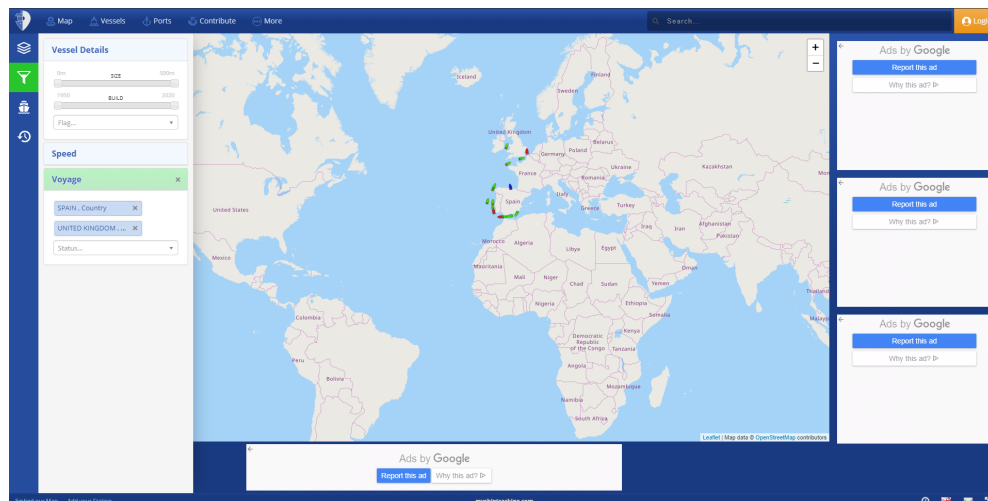 Map Vessels Ports Contribute More Search... Login
Vessel Details
0m SIZE 500m
1950 BUILD 2020
Flag...
Speed
Voyage ×
SPAIN , Country ×
UNITED KINGDOM , ... ×
Status...
+
−
Iceland
Finland
Sweden
United Kingdom
Belarus
Poland
Germany
Ukraine
Kazakhstan
France
Romania
Mon
Italy
Spain
Greece
Turkey
United States
Afghanistan
Iraq
Iran
Pakistan
Morocco
Algeria
Libya
Egypt
Mexico
Mauritania
Oman
Mali
Niger
Chad
Sudan
Yemen
Thailand
Nigeria
Ethiopia
Somalia
Colombia
Malays
Kenya
Democratic
Republic
of the Congo
Tanzania
Peru
Angola
Bolivia
Mozambique
Namibia
South Africa
Leaflet | Map data © OpenStreetMap contributors
Ads by Google
Report this ad
Why this ad?
Ads by Google
Report this ad
Why this ad?
Ads by Google
Report this ad
Why this ad?
Ads by Google
Report this ad Why this ad?